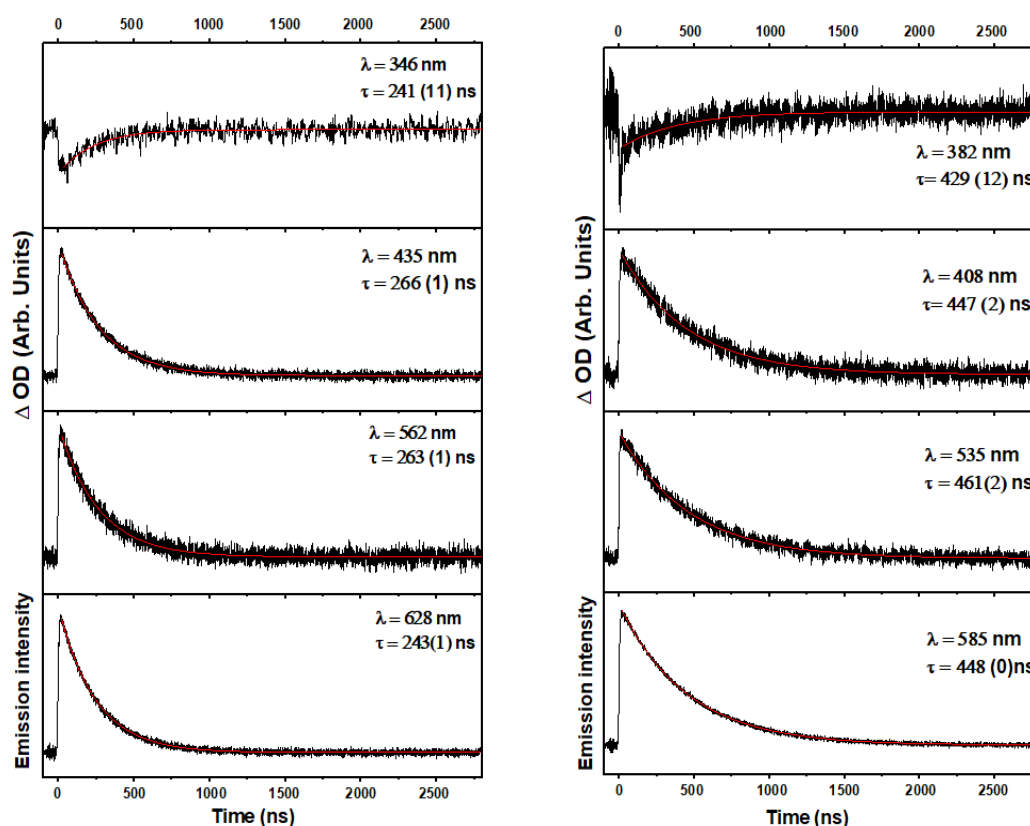 0 500 1000 1500 2000 2500
λ = 346 nm
τ = 241 (11) ns
λ = 435 nm
τ = 266 (1) ns
λ = 562 nm
τ = 263 (1) ns
λ = 628 nm
τ = 243(1) ns
Δ OD (Arb. Units)
Emission intensity
0 500 1000 1500 2000 2500
Time (ns)
0 500 1000 1500 2000 2500
λ = 382 nm
τ= 429 (12) ns
λ = 408 nm
τ = 447 (2) ns
λ = 535 nm
τ = 461(2) ns
λ = 585 nm
τ = 448 (0)ns
Δ OD (Arb. Units)
Emission intensity
0 500 1000 1500 2000 2500
Time (ns)